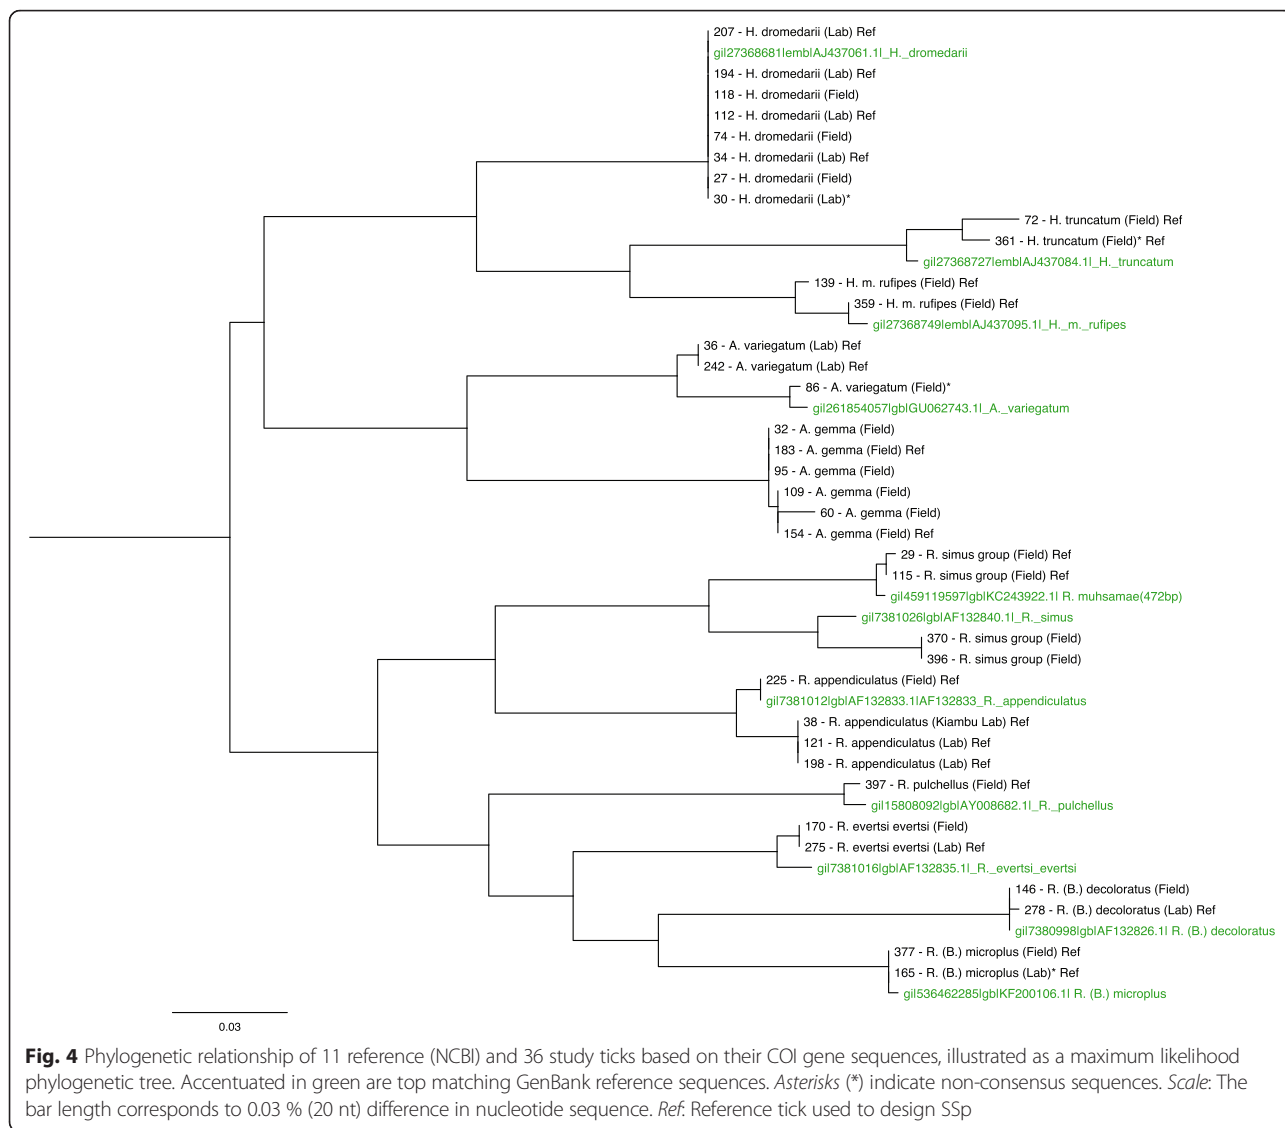 207 - H. dromedarii (Lab) Ref
gi|27368681|emb|AJ437061.1|_H._dromedarii
194 - H. dromedarii (Lab) Ref
118 - H. dromedarii (Field)
112 - H. dromedarii (Lab) Ref
74 - H. dromedarii (Field)
34 - H. dromedarii (Lab) Ref
27 - H. dromedarii (Field)
30 - H. dromedarii (Lab)*
72 - H. truncatum (Field) Ref
361 - H. truncatum (Field)* Ref
gi|27368727|emb|AJ437084.1|_H._truncatum
139 - H. m. rufipes (Field) Ref
359 - H. m. rufipes (Field) Ref
gi|27368749|emb|AJ437095.1|_H._m._rufipes
36 - A. variegatum (Lab) Ref
242 - A. variegatum (Lab) Ref
86 - A. variegatum (Field)*
gi|261854057|gb|GU062743.1|_A._variegatum
32 - A. gemma (Field)
183 - A. gemma (Field) Ref
95 - A. gemma (Field)
109 - A. gemma (Field)
60 - A. gemma (Field)
154 - A. gemma (Field) Ref
29 - R. simus group (Field) Ref
115 - R. simus group (Field) Ref
gi|459119597|gb|KC243922.1| R. muhsamae(472bp)
gi|7381026|gb|AF132840.1|_R._simus
370 - R. simus group (Field)
396 - R. simus group (Field)
225 - R. appendiculatus (Field) Ref
gi|7381012|gb|AF132833.1|AF132833_R._appendiculatus
38 - R. appendiculatus (Kiambu Lab) Ref
121 - R. appendiculatus (Lab) Ref
198 - R. appendiculatus (Lab) Ref
397 - R. pulchellus (Field) Ref
gi|15808092|gb|AY008682.1|_R._pulchellus
170 - R. evertsi evertsi (Field)
275 - R. evertsi evertsi (Lab) Ref
gi|7381016|gb|AF132835.1|_R._evertsi_evertsi
146 - R. (B.) decoloratus (Field)
278 - R. (B.) decoloratus (Lab) Ref
gi|7380998|gb|AF132826.1| R. (B.) decoloratus
377 - R. (B.) microplus (Field) Ref
165 - R. (B.) microplus (Lab)* Ref
gi|536462285|gb|KF200106.1| R. (B.) microplus
0.03
Fig. 4 Phylogenetic relationship of 11 reference (NCBI) and 36 study ticks based on their COI gene sequences, illustrated as a maximum likelihood
phylogenetic tree. Accentuated in green are top matching GenBank reference sequences. Asterisks (*) indicate non-consensus sequences. Scale: The
bar length corresponds to 0.03 % (20 nt) difference in nucleotide sequence. Ref: Reference tick used to design SSp